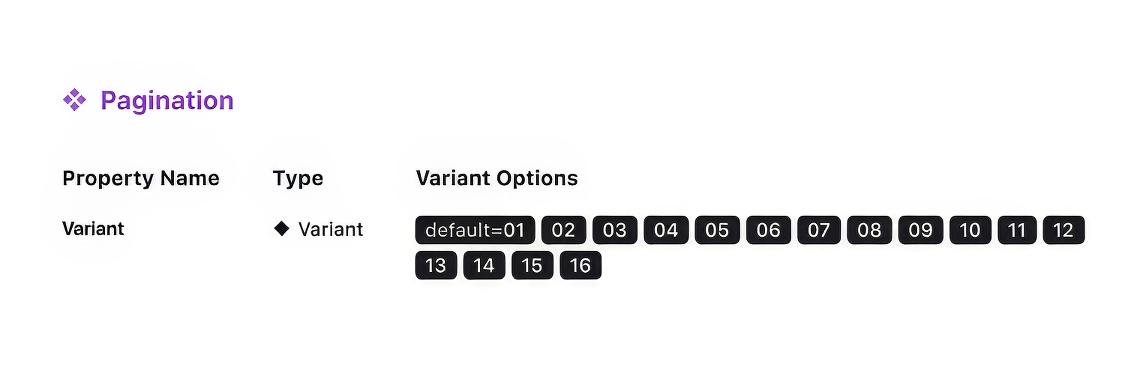 Pagination
Property Name Type Variant Options
Variant Variant default=01 02 03 04 05 06 07 08 09 10 11 12
13 14 15 16